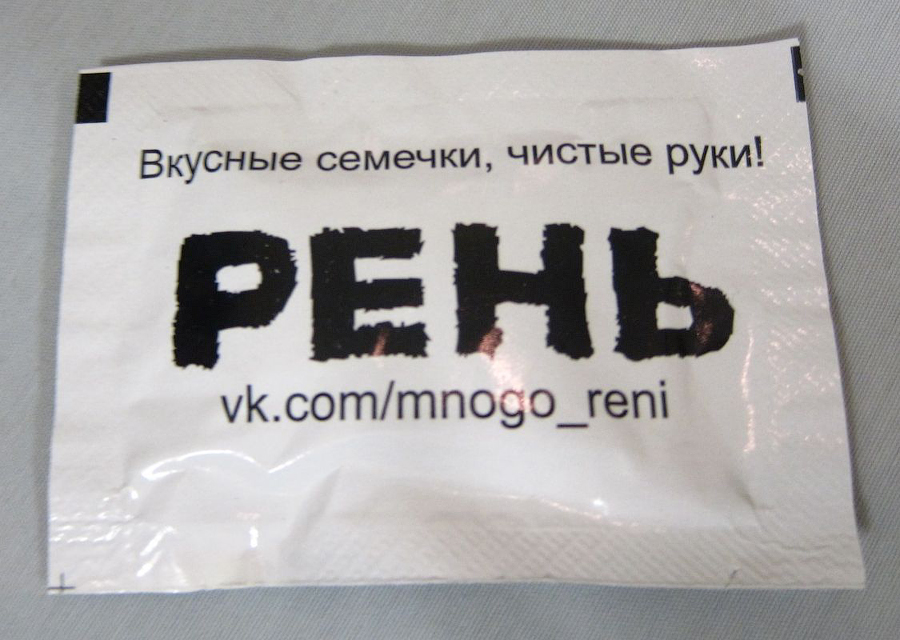 Вкусные семечки, чистые руки!
РЕНЬ
vk.com/mnogo_reni